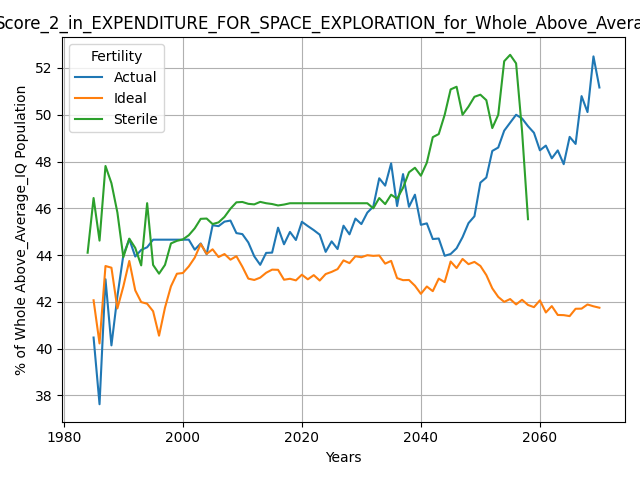 Score_2_in_EXPENDITURE_FOR_SPACE_EXPLORATION_for_Whole_Above_Avera
Fertility
Actual
Ideal
Sterile
% of Whole Above_Average_IQ Population
52
50
48
46
44
42
40
38
1980
2000
2020
2040
2060
Years